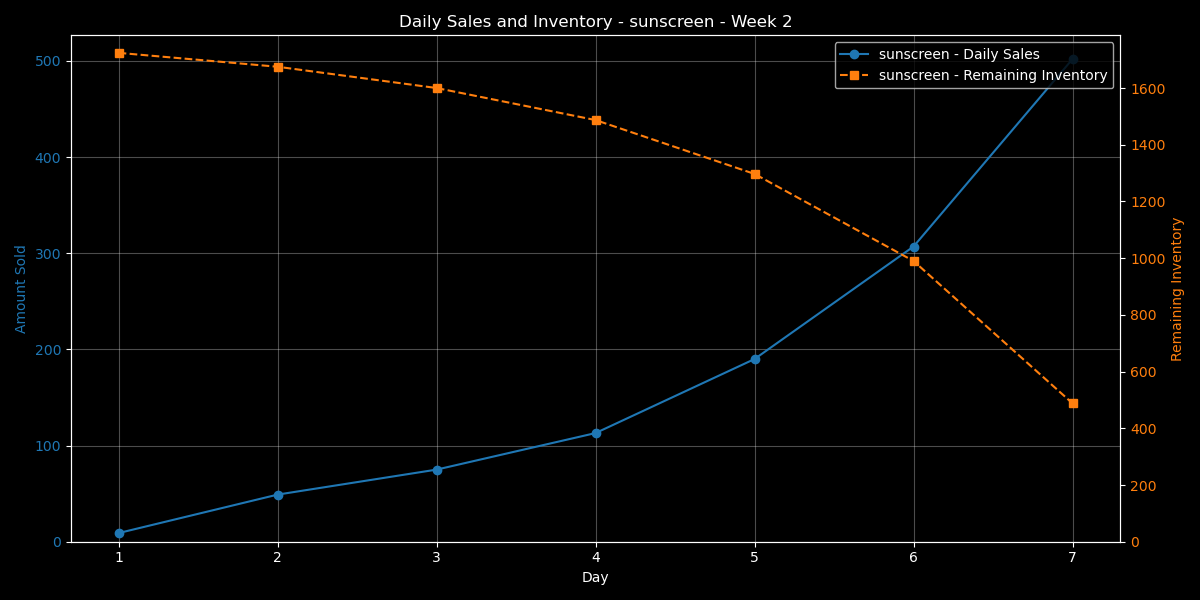 Daily Sales and Inventory - sunscreen - Week 2
sunscreen - Daily Sales
sunscreen - Remaining Inventory
500
400
300
200
100
0
Amount Sold
1600
1400
1200
1000
800
600
400
200
0
Remaining Inventory
1 2 3 4 5 6 7
Day